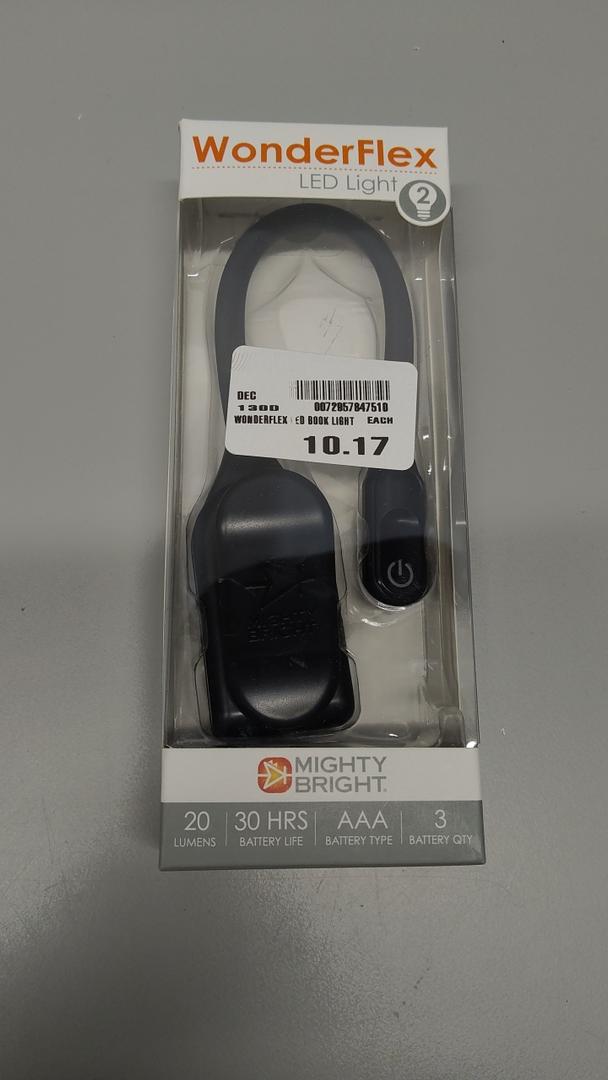 WonderFlex
LED Light
2
DEC
130D
0072957847510
WONDERFLEX ED BOOK LIGHT EACH
10.17
MIGHTY
BRIGHT
MIGHTY
BRIGHT
20 30 HRS AAA 3
LUMENS BATTERY LIFE BATTERY TYPE BATTERY QTY